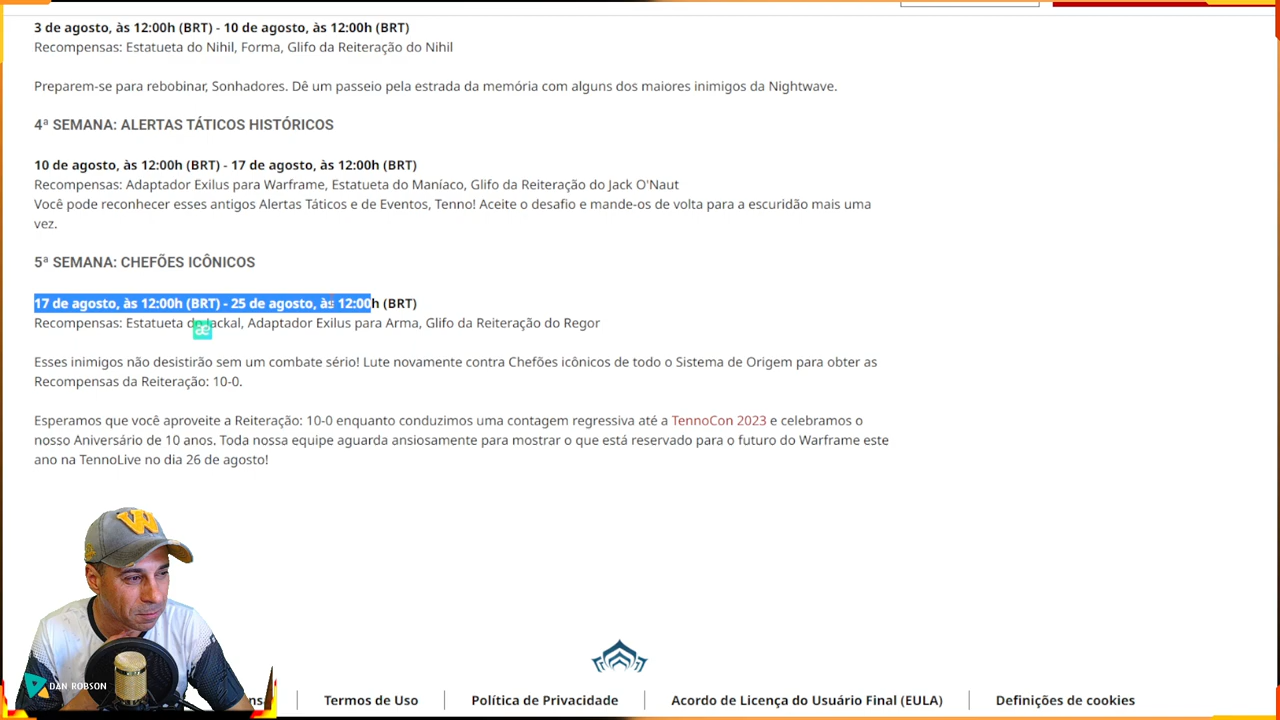 3 de agosto, às 12:00h (BRT) - 10 de agosto, às 12:00h (BRT)
Recompensas: Estatueta do Nihil, Forma, Glifo da Reiteração do Nihil
Preparem-se para rebobinar, Sonhadores. Dê um passeio pela estrada da memória com alguns dos maiores inimigos da Nightwave.
4ª SEMANA: ALERTAS TÁTICOS HISTÓRICOS
10 de agosto, às 12:00h (BRT) - 17 de agosto, às 12:00h (BRT)
Recompensas: Adaptador Exilus para Warframe, Estatueta do Maníaco, Glifo da Reiteração do Jack O'Naut
Você pode reconhecer esses antigos Alertas Táticos e de Eventos, Tenno! Aceite o desafio e mande-os de volta para a escuridão mais uma
vez.
5ª SEMANA: CHEFÕES ICÔNICOS
17 de agosto, às 12:00h (BRT) - 25 de agosto, às 12:00h (BRT)
Recompensas: Estatueta do Jackal, Adaptador Exilus para Arma, Glifo da Reiteração do Regor
Esses inimigos não desistirão sem um combate sério! Lute novamente contra Chefões icônicos de todo o Sistema de Origem para obter as
Recompensas da Reiteração: 10-0.
Esperamos que você aproveite a Reiteração: 10-0 enquanto conduzimos uma contagem regressiva até a TennoCon 2023 e celebramos o
nosso Aniversário de 10 anos. Toda nossa equipe aguarda ansiosamente para mostrar o que está reservado para o futuro do Warframe este
ano na TennoLive no dia 26 de agosto!
W
DAN ROBSON
Termos de Uso
Política de Privacidade
Acordo de Licença do Usuário Final (EULA)
Definições de cookies